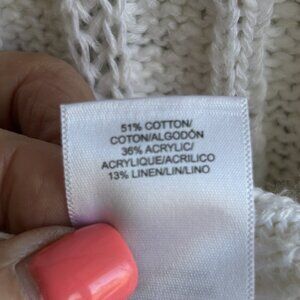 51% COTTON/
COTON/ALGODÓN
36% ACRYLIC/
ACRYLIQUE/ACRILICO
13% LINEN/LIN/LINO